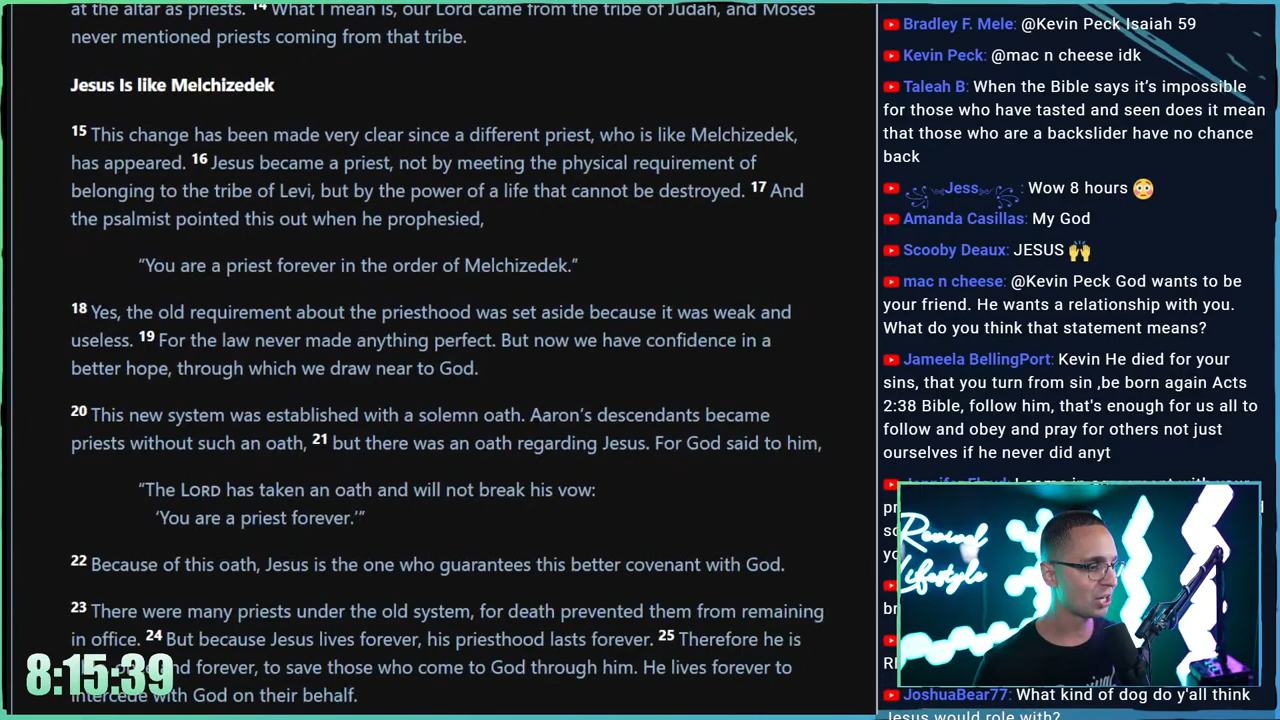 at the altar as priests. 14 What I mean is, our Lord came from the tribe of Judah, and Moses
never mentioned priests coming from that tribe.
Jesus Is like Melchizedek
15 This change has been made very clear since a different priest, who is like Melchizedek,
has appeared. 16 Jesus became a priest, not by meeting the physical requirement of
belonging to the tribe of Levi, but by the power of a life that cannot be destroyed. 17 And
the psalmist pointed this out when he prophesied,
“You are a priest forever in the order of Melchizedek.”
18 Yes, the old requirement about the priesthood was set aside because it was weak and
useless. 19 For the law never made anything perfect. But now we have confidence in a
better hope, through which we draw near to God.
20 This new system was established with a solemn oath. Aaron’s descendants became
priests without such an oath, 21 but there was an oath regarding Jesus. For God said to him,
“The LORD has taken an oath and will not break his vow:
‘You are a priest forever.’”
22 Because of this oath, Jesus is the one who guarantees this better covenant with God.
23 There were many priests under the old system, for death prevented them from remaining
in office. 24 But because Jesus lives forever, his priesthood lasts forever. 25 Therefore he is
forever, to save those who come to God through him. He lives forever to
intercede with God on their behalf.
8:15:39
Bradley F. Mele: @Kevin Peck Isaiah 59
Kevin Peck: @mac n cheese idk
Taleah B: When the Bible says it’s impossible
for those who have tasted and seen does it mean
that those who are a backslider have no chance
back
Jess : Wow 8 hours 😳
Amanda Casillas: My God
Scooby Deaux: JESUS 🙌
mac n cheese: @Kevin Peck God wants to be
your friend. He wants a relationship with you.
What do you think that statement means?
Jameela BellingPort: Kevin He died for your
sins, that you turn from sin ,be born again Acts
2:38 Bible, follow him, that's enough for us all to
follow and obey and pray for others not just
ourselves if he never did anyt
Revival
Lifestyle
JoshuaBear77: What kind of dog do y'all think
Jesus would role with?